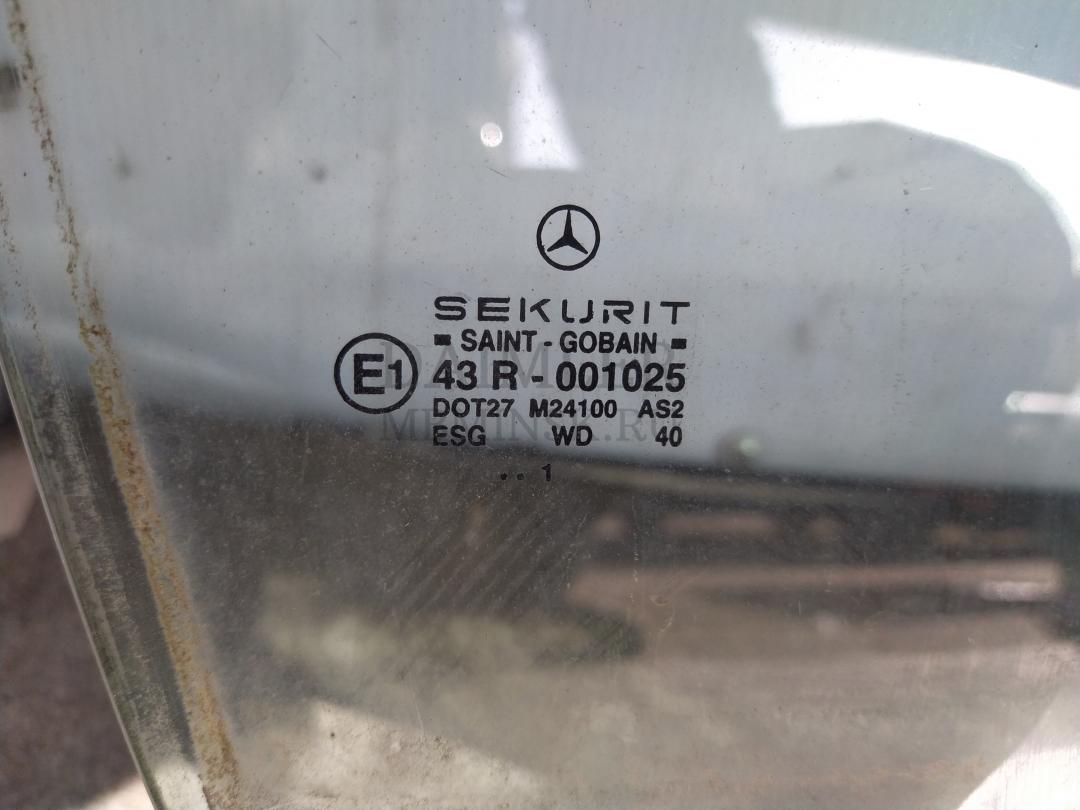 SEKURIT
SAINT - GOBAIN
E1 43 R - 001025
DOT27 M24100 AS2
ESG WD 40
.. 1